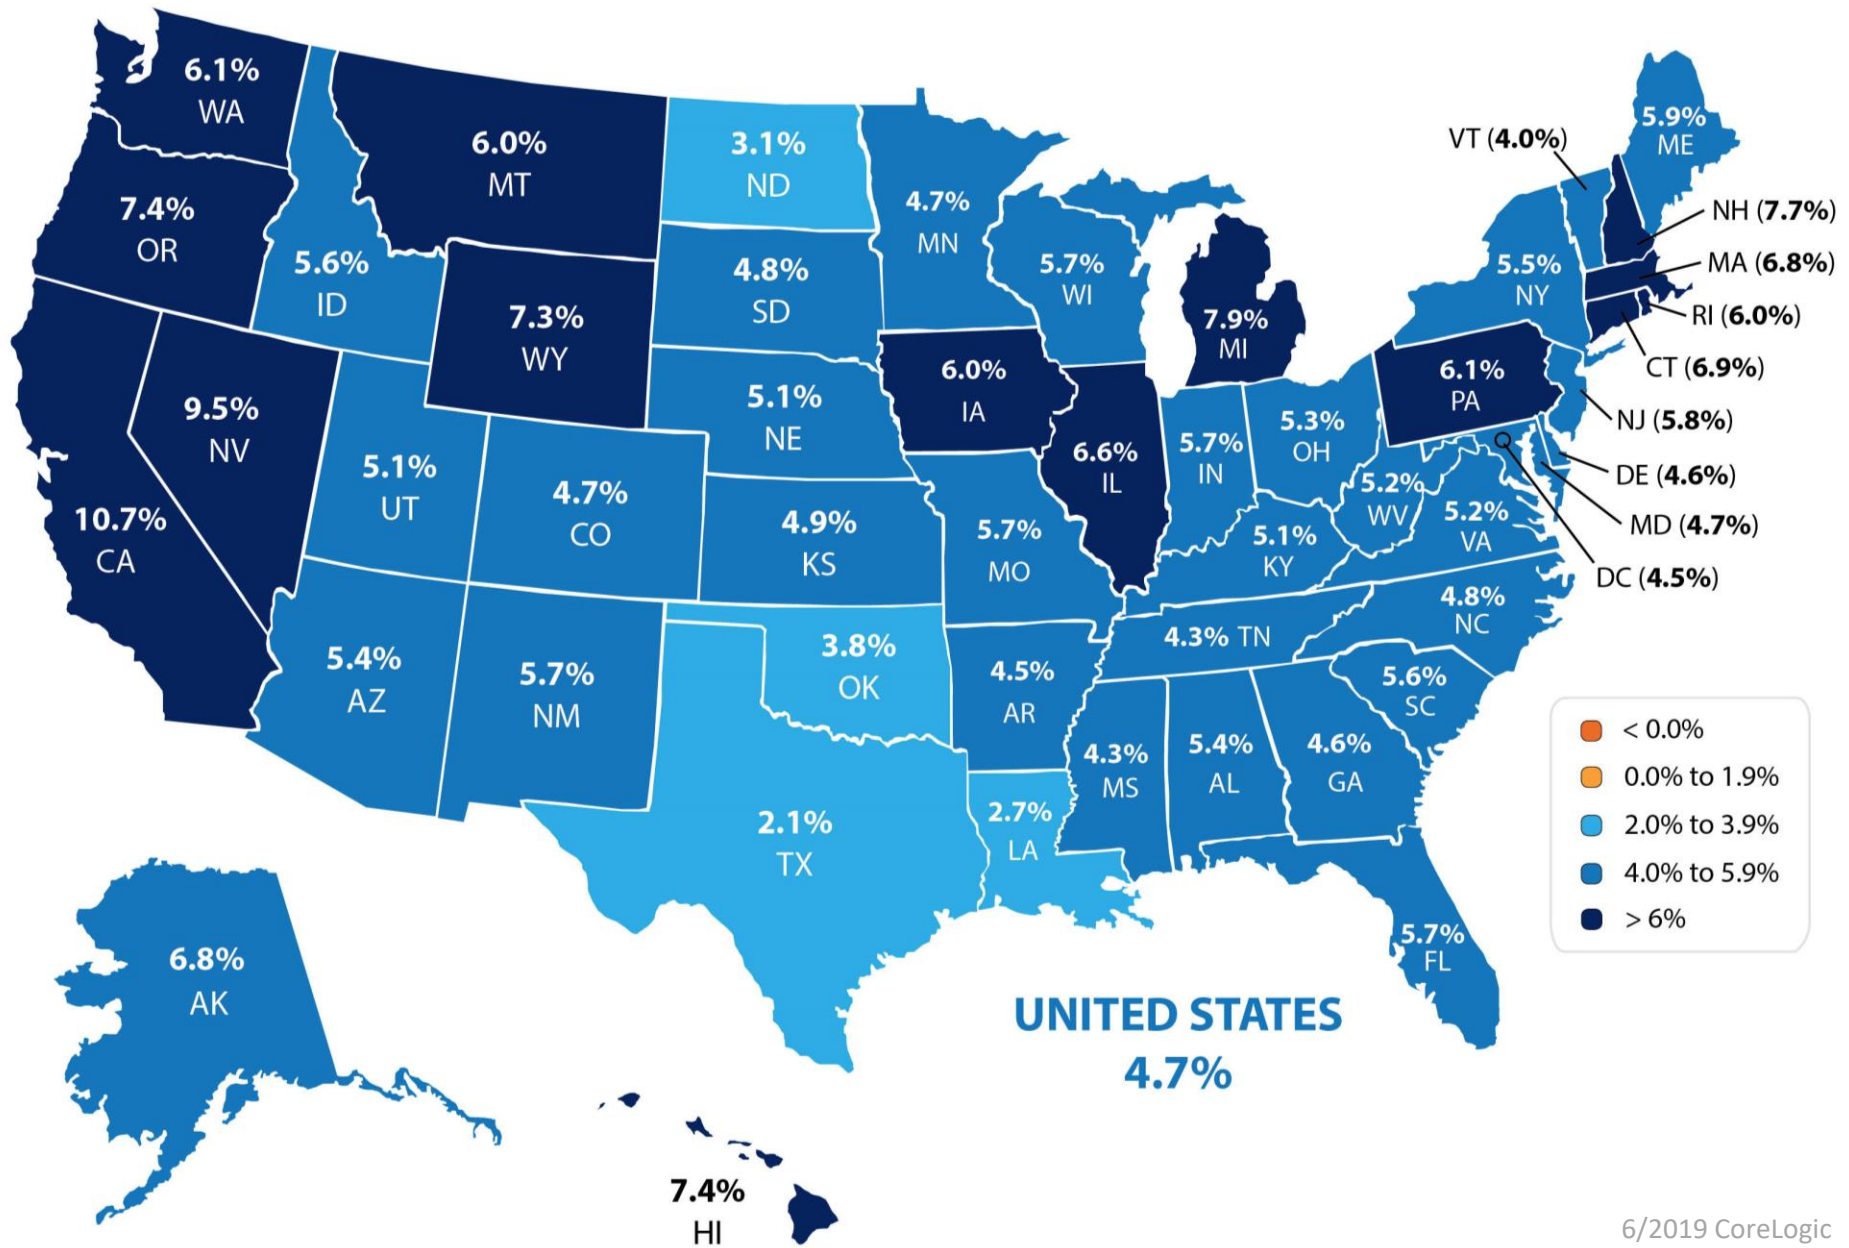 6.1%
WA
6.0%
MT
3.1%
ND
4.7%
MN
5.9%
ME
VT (4.0%)
NH (7.7%)
MA (6.8%)
RI (6.0%)
CT (6.9%)
NJ (5.8%)
DE (4.6%)
MD (4.7%)
DC (4.5%)
7.4%
OR
5.6%
ID
7.3%
WY
4.8%
SD
5.7%
WI
7.9%
MI
5.5%
NY
6.1%
PA
9.5%
NV
5.1%
UT
4.7%
CO
5.1%
NE
6.0%
IA
6.6%
IL
5.7%
IN
5.3%
OH
5.2%
WV
5.2%
VA
10.7%
CA
4.9%
KS
5.7%
MO
5.1%
KY
4.8%
NC
4.3% TN
5.4%
AZ
5.7%
NM
3.8%
OK
4.5%
AR
5.6%
SC
2.1%
TX
2.7%
LA
4.3%
MS
5.4%
AL
4.6%
GA
5.7%
FL
6.8%
AK
7.4%
HI
UNITED STATES
4.7%
< 0.0%
0.0% to 1.9%
2.0% to 3.9%
4.0% to 5.9%
> 6%
6/2019 CoreLogic